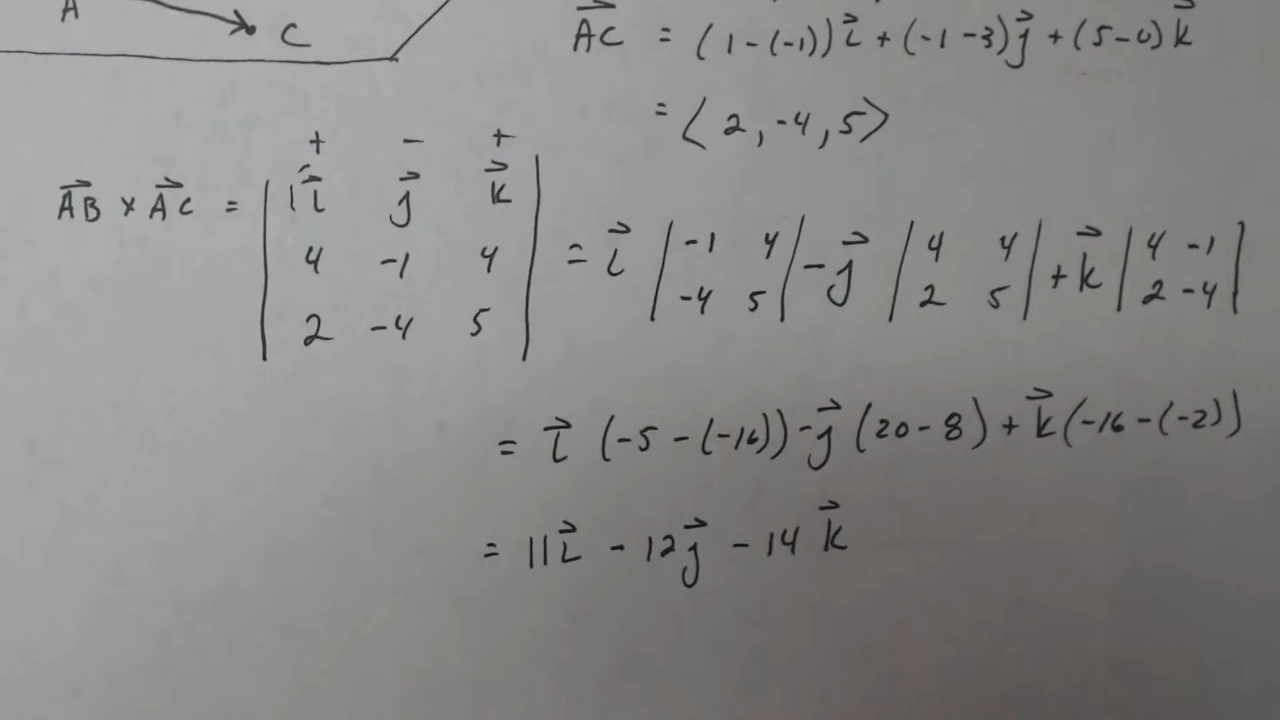 A
C
AC⃗ = (1-(-1))i⃗ + (-1-3)j⃗ + (5-0)k⃗
= ⟨2, -4, 5⟩
+ - +
AB⃗ × AC⃗ = | i⃗ j⃗ k⃗ | = i⃗ | -1 4 | - j⃗ | 4 4 | + k⃗ | 4 -1 |
| 4 -1 4 | | -4 5 | | 2 5 | | 2 -4 |
| 2 -4 5 |
= i⃗ (-5 - (-16)) - j⃗ (20 - 8) + k⃗ (-16 - (-2))
= 11i⃗ - 12j⃗ - 14k⃗